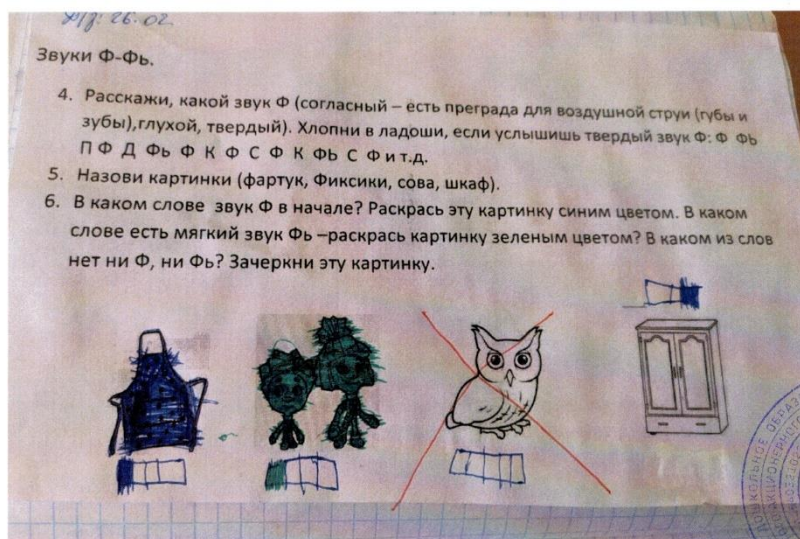 Д/з: 26.02.
Звуки Ф-Фь.
4. Расскажи, какой звук Ф (согласный – есть преграда для воздушной струи (губы и
зубы),глухой, твердый). Хлопни в ладоши, если услышишь твердый звук Ф: Ф Фь
П Ф Д Фь Ф К Ф С Ф К ФЬ С Ф и т.д.
5. Назови картинки (фартук, Фиксики, сова, шкаф).
6. В каком слове звук Ф в начале? Раскрась эту картинку синим цветом. В каком
слове есть мягкий звук Фь –раскрась картинку зеленым цветом? В каком из слов
нет ни Ф, ни Фь? Зачеркни эту картинку.
ДОШКОЛЬНОЕ ОБРАЗ